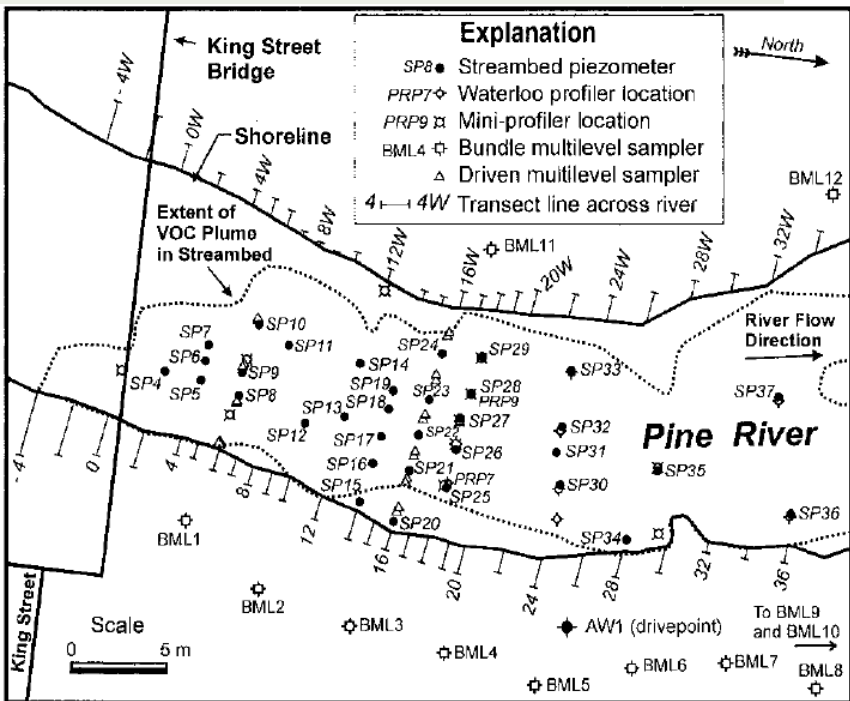 Explanation
SP8 Streambed piezometer
PRP7 Waterloo profiler location
PRP9 Mini-profiler location
BML4 Bundle multilevel sampler
Driven multilevel sampler
4 4W Transect line across river
King Street
Bridge
North
Shoreline
Extent of
VOC Plume
in Streambed
- 4W
0W
4W
8W
12W
16W
20W
24W
28W
32W
BML12
BML11
River Flow
Direction
Pine River
SP10
SP7
SP11
SP6
SP4
SP5
SP9
SP8
SP14
SP24
SP29
SP33
SP19
SP23
SP28
PRP9
SP37
SP13
SP18
SP12
SP27
SP32
SP17
SP22
SP26
SP31
SP16
SP21
PRP7
SP25
SP30
SP35
SP15
SP20
SP34
SP36
- 4
0
4
8
12
16
20
24
28
32
36
BML1
BML2
BML3
BML4
BML5
BML6
BML7
BML8
AW1 (drivepoint)
To BML9
and BML10
King Street
Scale
0 5 m